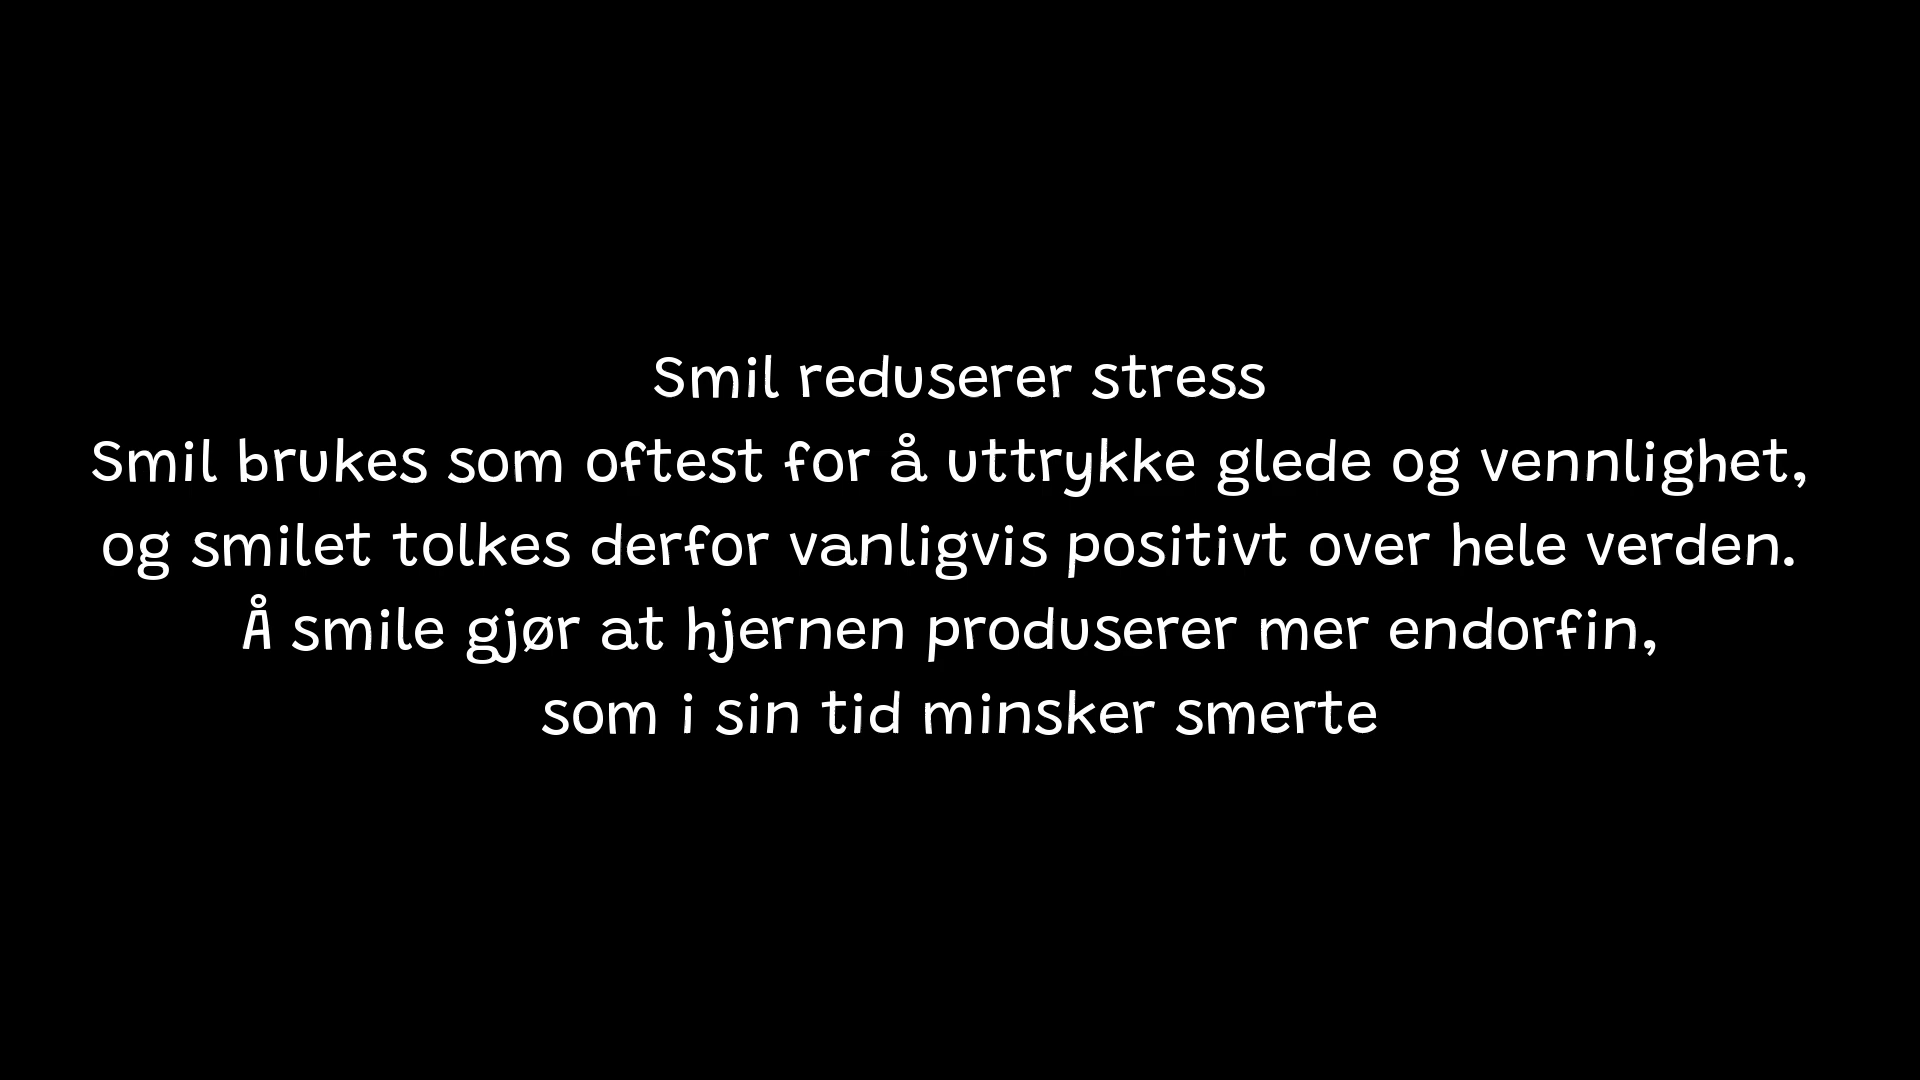 Smil reduserer stress
Smil brukes som oftest for å uttrykke glede og vennlighet,
og smilet tolkes derfor vanligvis positivt over hele verden.
Å smile gjør at hjernen produserer mer endorfin,
som i sin tid minsker smerte